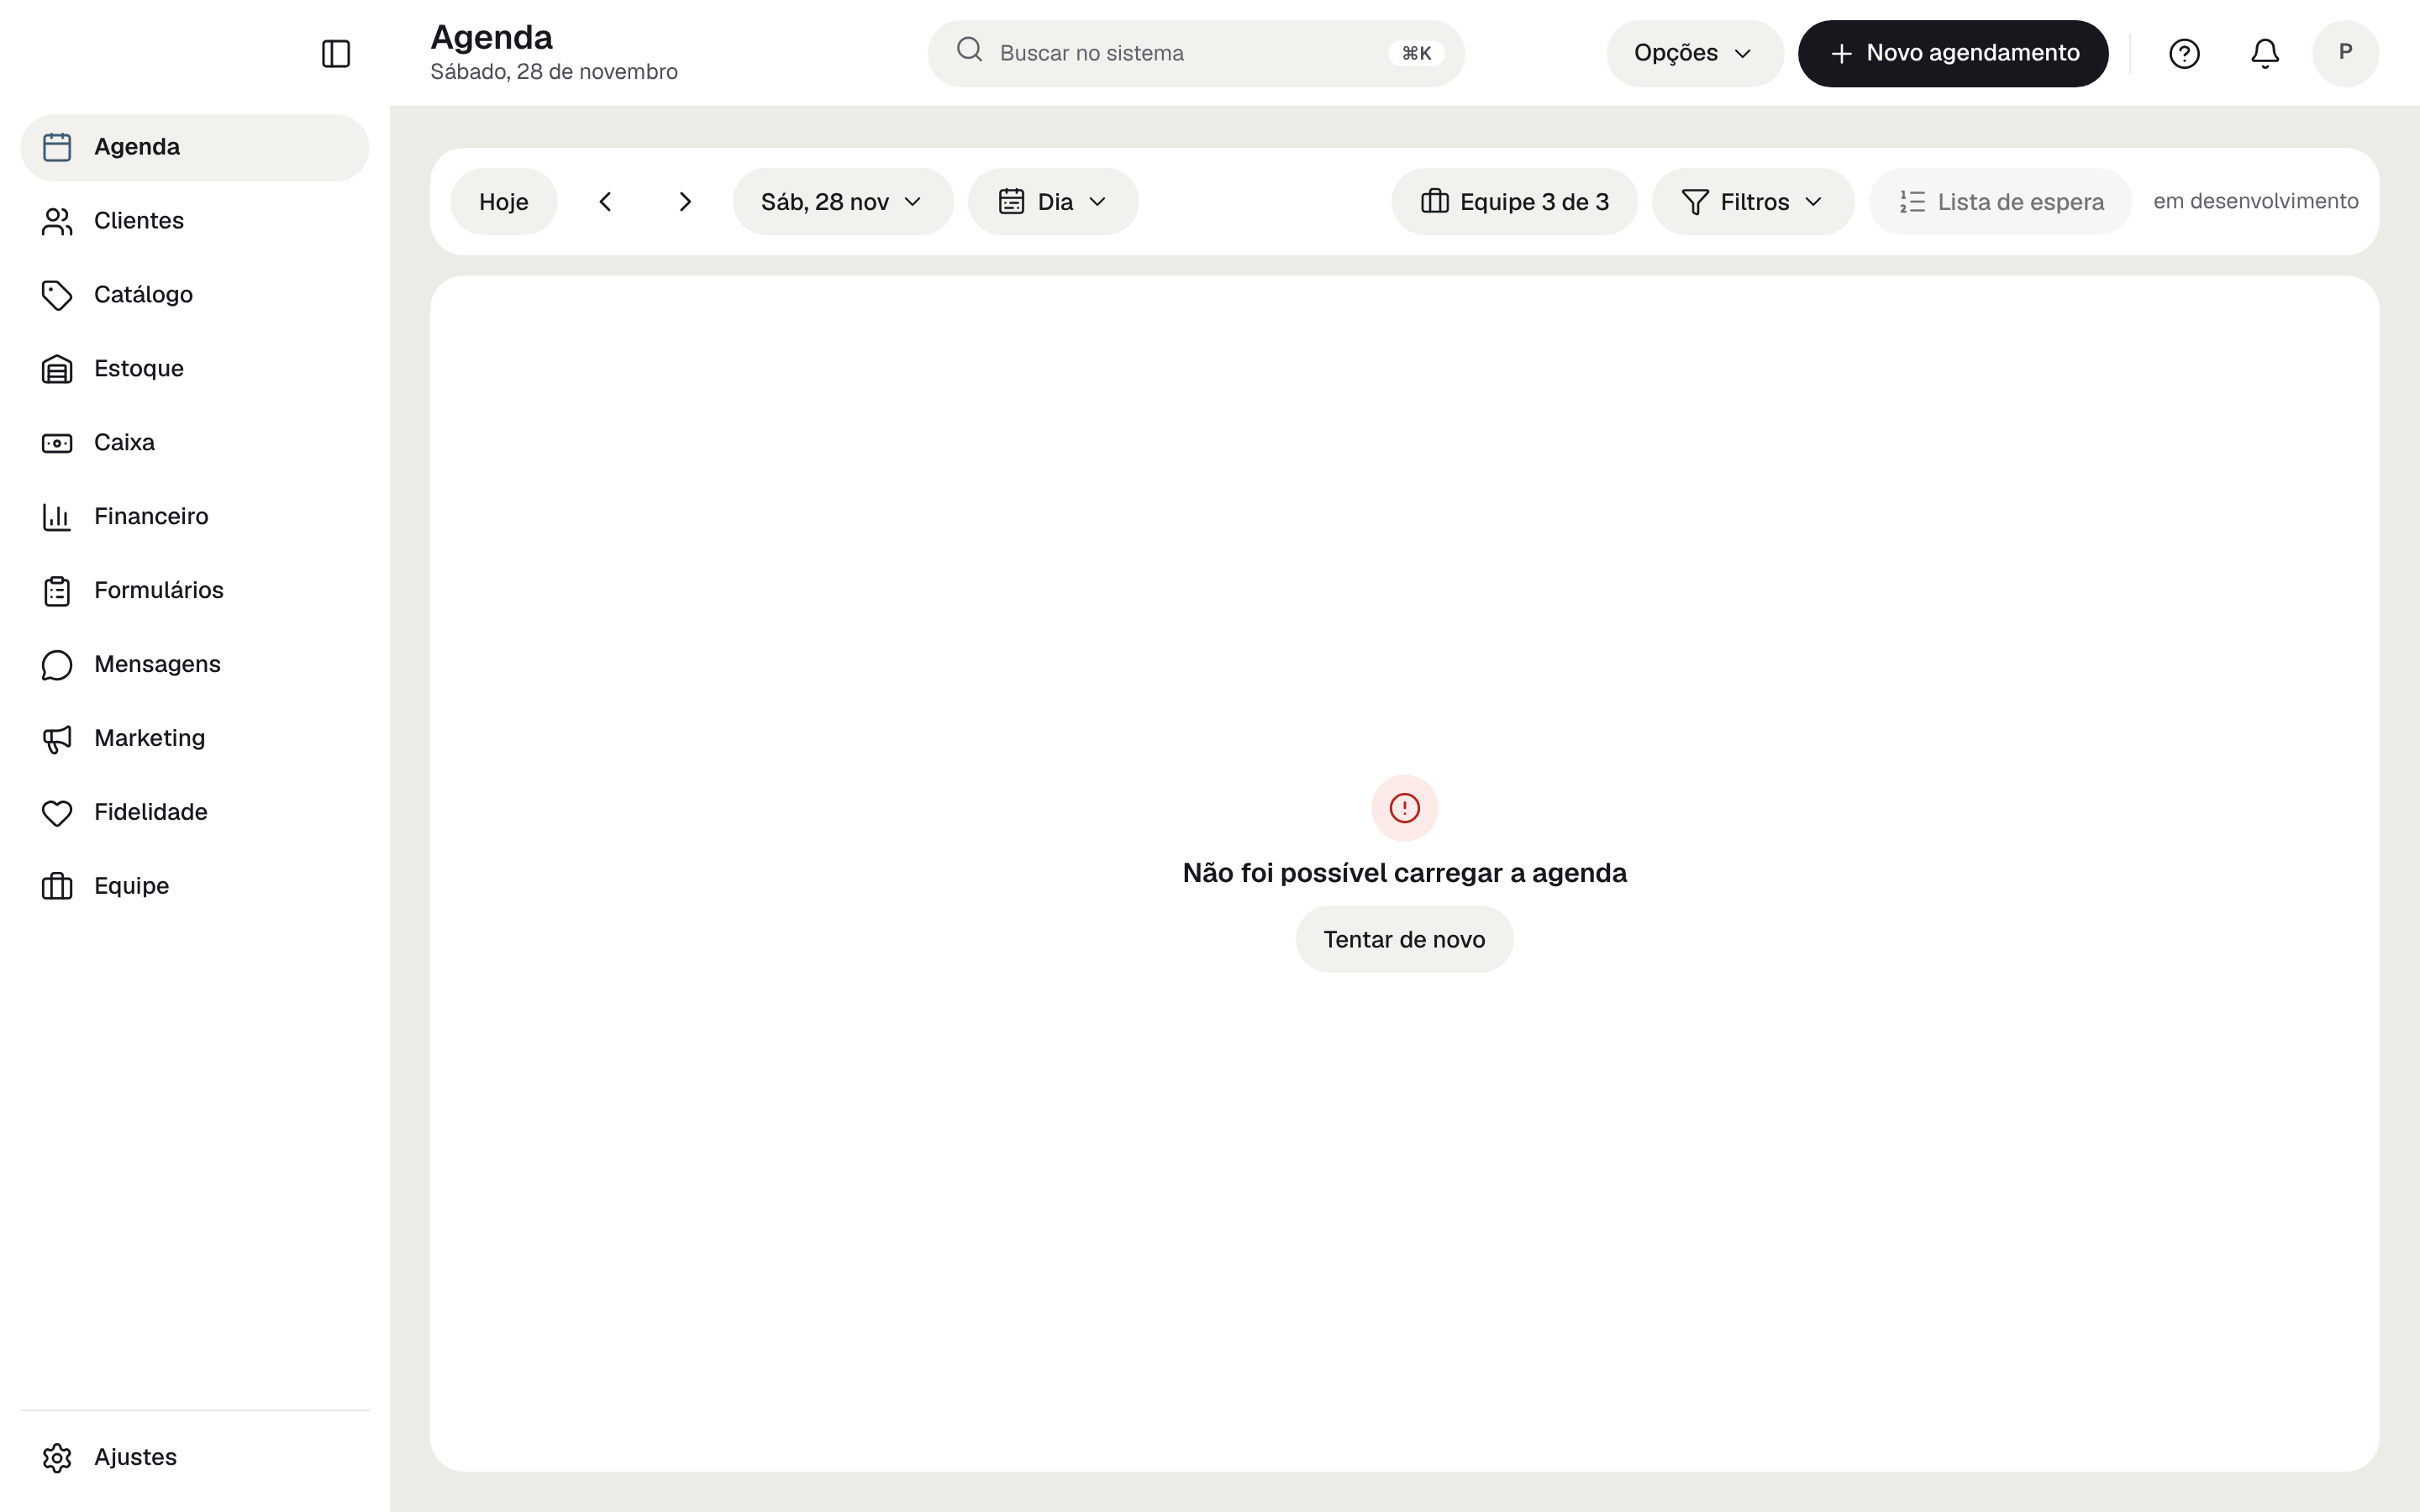 Agenda
Sábado, 28 de novembro
Buscar no sistema
⌘K
Opções
Novo agendamento
P
Agenda
Clientes
Catálogo
Estoque
Caixa
Financeiro
Formulários
Mensagens
Marketing
Fidelidade
Equipe
Ajustes
Hoje
Sáb, 28 nov
Dia
Equipe 3 de 3
Filtros
Lista de espera
em desenvolvimento
Não foi possível carregar a agenda
Tentar de novo